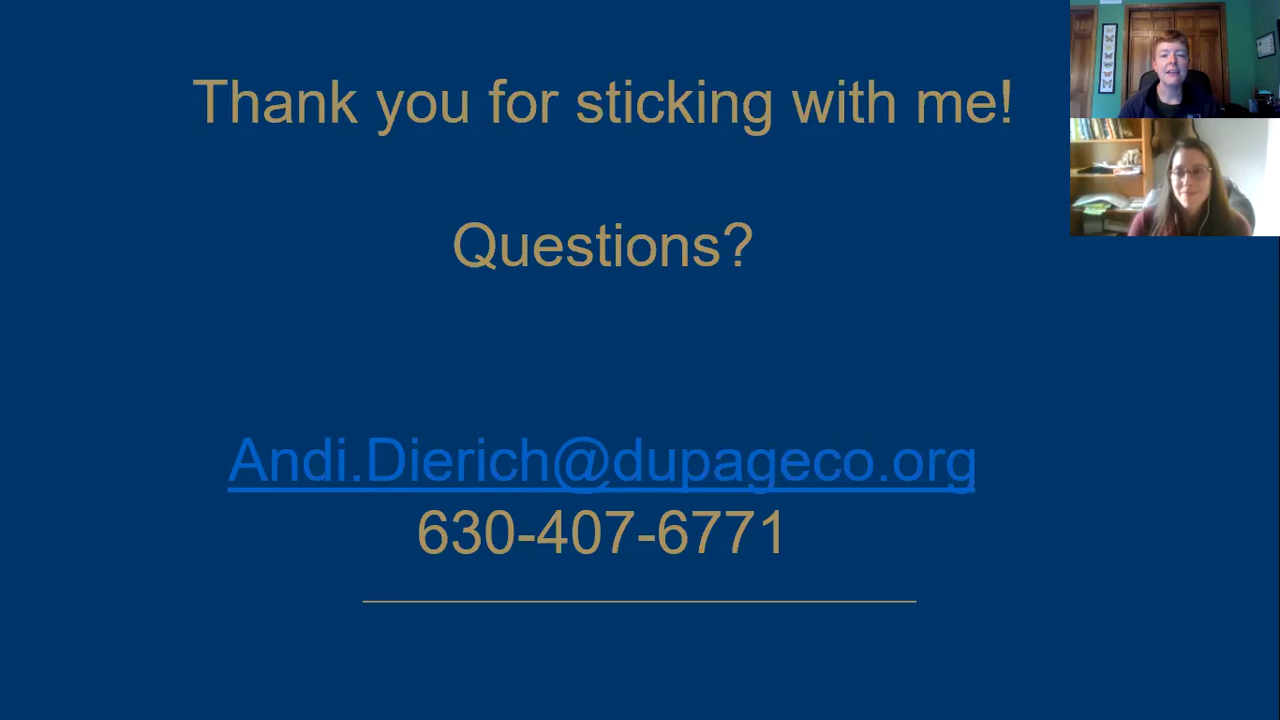 Thank you for sticking with me!
Questions?
Andi.Dierich@dupageco.org
630-407-6771